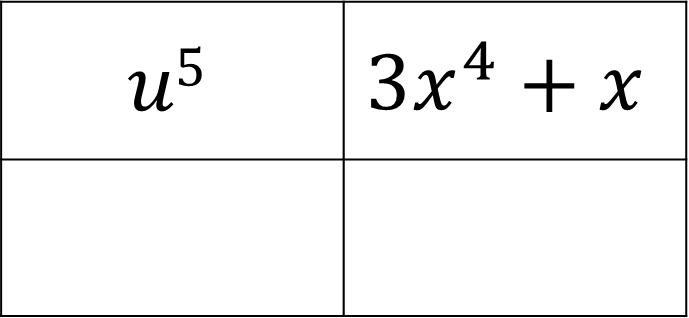 u⁵ 3x⁴ + x